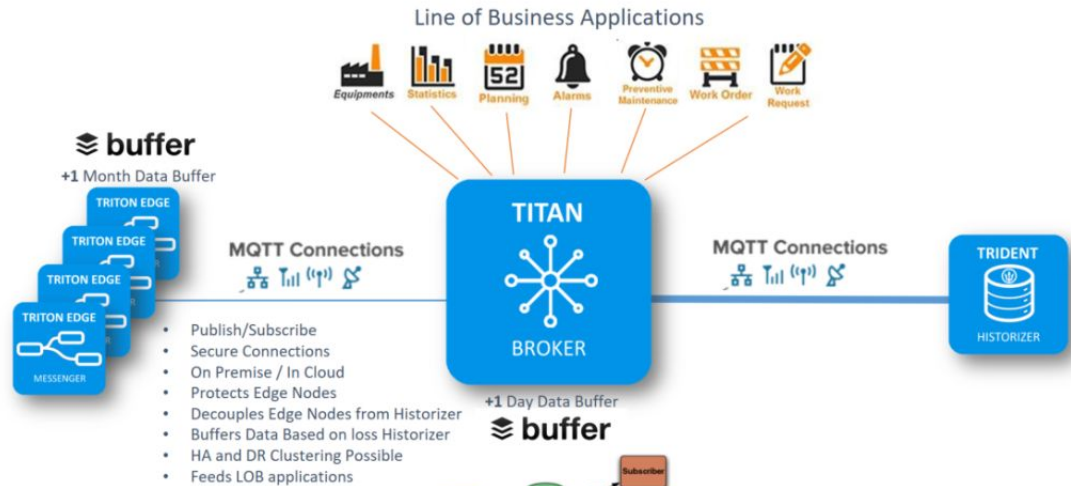 Line of Business Applications
Equipments
Statistics
52
Planning
Alarms
Preventive
Maintenance
Work Order
Work
Request
buffer
+1 Month Data Buffer
TRITON EDGE
TRITON EDGE
TRITON EDGE
TRITON EDGE
MESSENGER
MQTT Connections
TITAN
BROKER
MQTT Connections
TRIDENT
HISTORIZER
• Publish/Subscribe
• Secure Connections
• On Premise / In Cloud
• Protects Edge Nodes
• Decouples Edge Nodes from Historizer
• Buffers Data Based on loss Historizer
• HA and DR Clustering Possible
• Feeds LOB applications
+1 Day Data Buffer
buffer
Subscriber